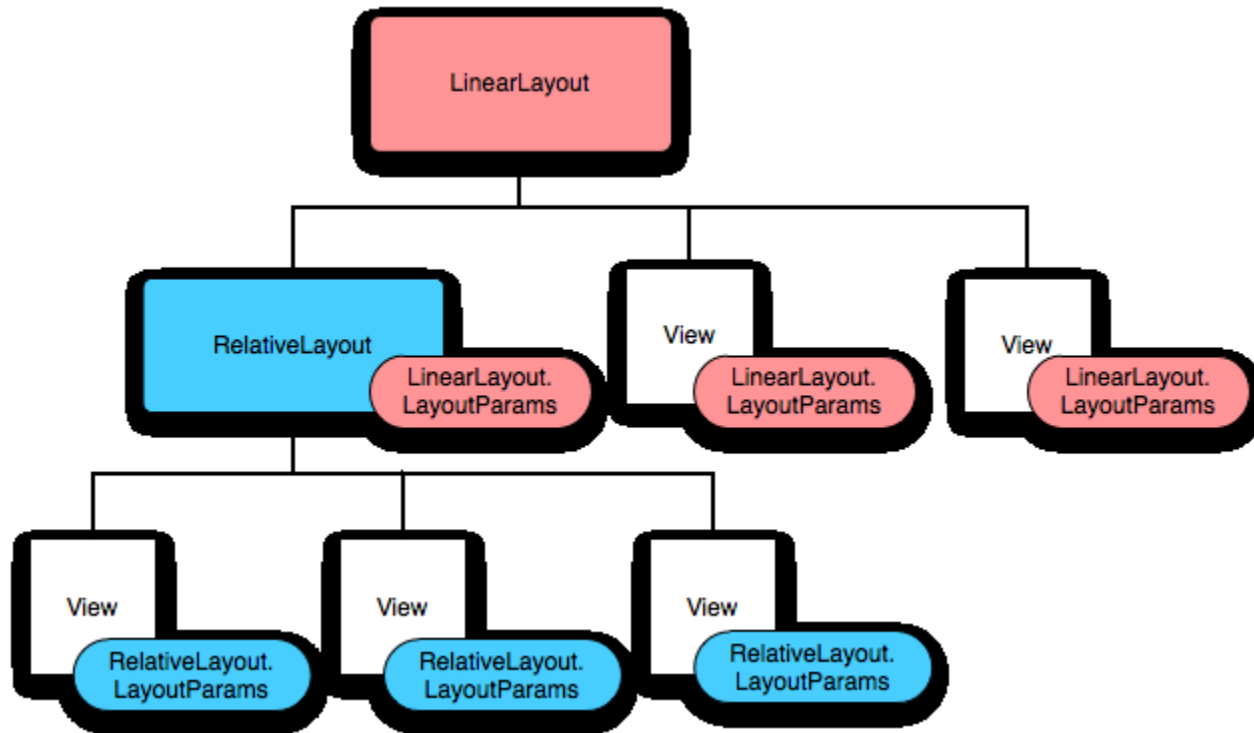 LinearLayout
RelativeLayout
LinearLayout.
LayoutParams
View
LinearLayout.
LayoutParams
View
LinearLayout.
LayoutParams
View
RelativeLayout.
LayoutParams
View
RelativeLayout.
LayoutParams
View
RelativeLayout.
LayoutParams